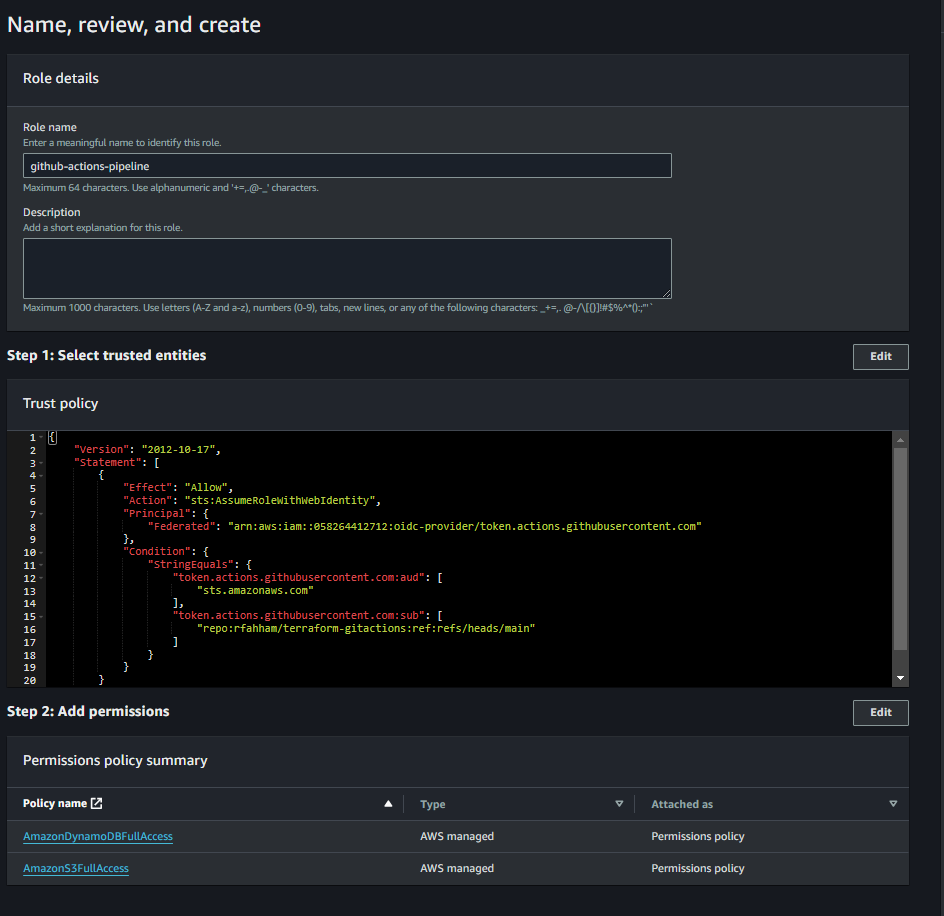 Name, review, and create
Role details
Role name
Enter a meaningful name to identify this role.
github-actions-pipeline
Maximum 64 characters. Use alphanumeric and '+=,.@-_' characters.
Description
Add a short explanation for this role.
Maximum 1000 characters. Use letters (A-Z and a-z), numbers (0-9), tabs, new lines, or any of the following characters: _+=,. @-/\[{}]!#$%^*();:"'`
Step 1: Select trusted entities
Edit
Trust policy
1 {
2 "Version": "2012-10-17",
3 "Statement": [
4 {
5 "Effect": "Allow",
6 "Action": "sts:AssumeRoleWithWebIdentity",
7 "Principal": {
8 "Federated": "arn:aws:iam::058264412712:oidc-provider/token.actions.githubusercontent.com"
9 },
10 "Condition": {
11 "StringEquals": {
12 "token.actions.githubusercontent.com:aud": [
13 "sts.amazonaws.com"
14 ],
15 "token.actions.githubusercontent.com:sub": [
16 "repo:rfahham/terraform-gitactions:ref:refs/heads/main"
17 ]
18 }
19 }
20 }
Step 2: Add permissions
Edit
Permissions policy summary
Policy name Type Attached as
AmazonDynamoDBFullAccess AWS managed Permissions policy
AmazonS3FullAccess AWS managed Permissions policy